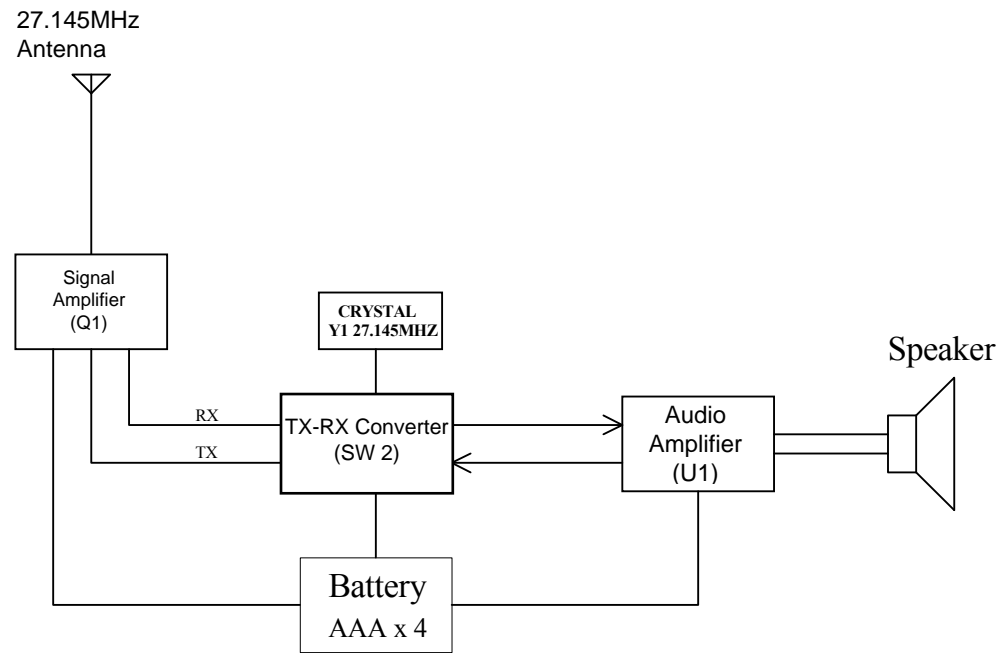 27.145MHz
Antenna
Signal
Amplifier
(Q1)
CRYSTAL
Y1 27.145MHZ
Speaker
RX
TX-RX Converter
(SW 2)
TX
Audio
Amplifier
(U1)
Battery
AAA x 4